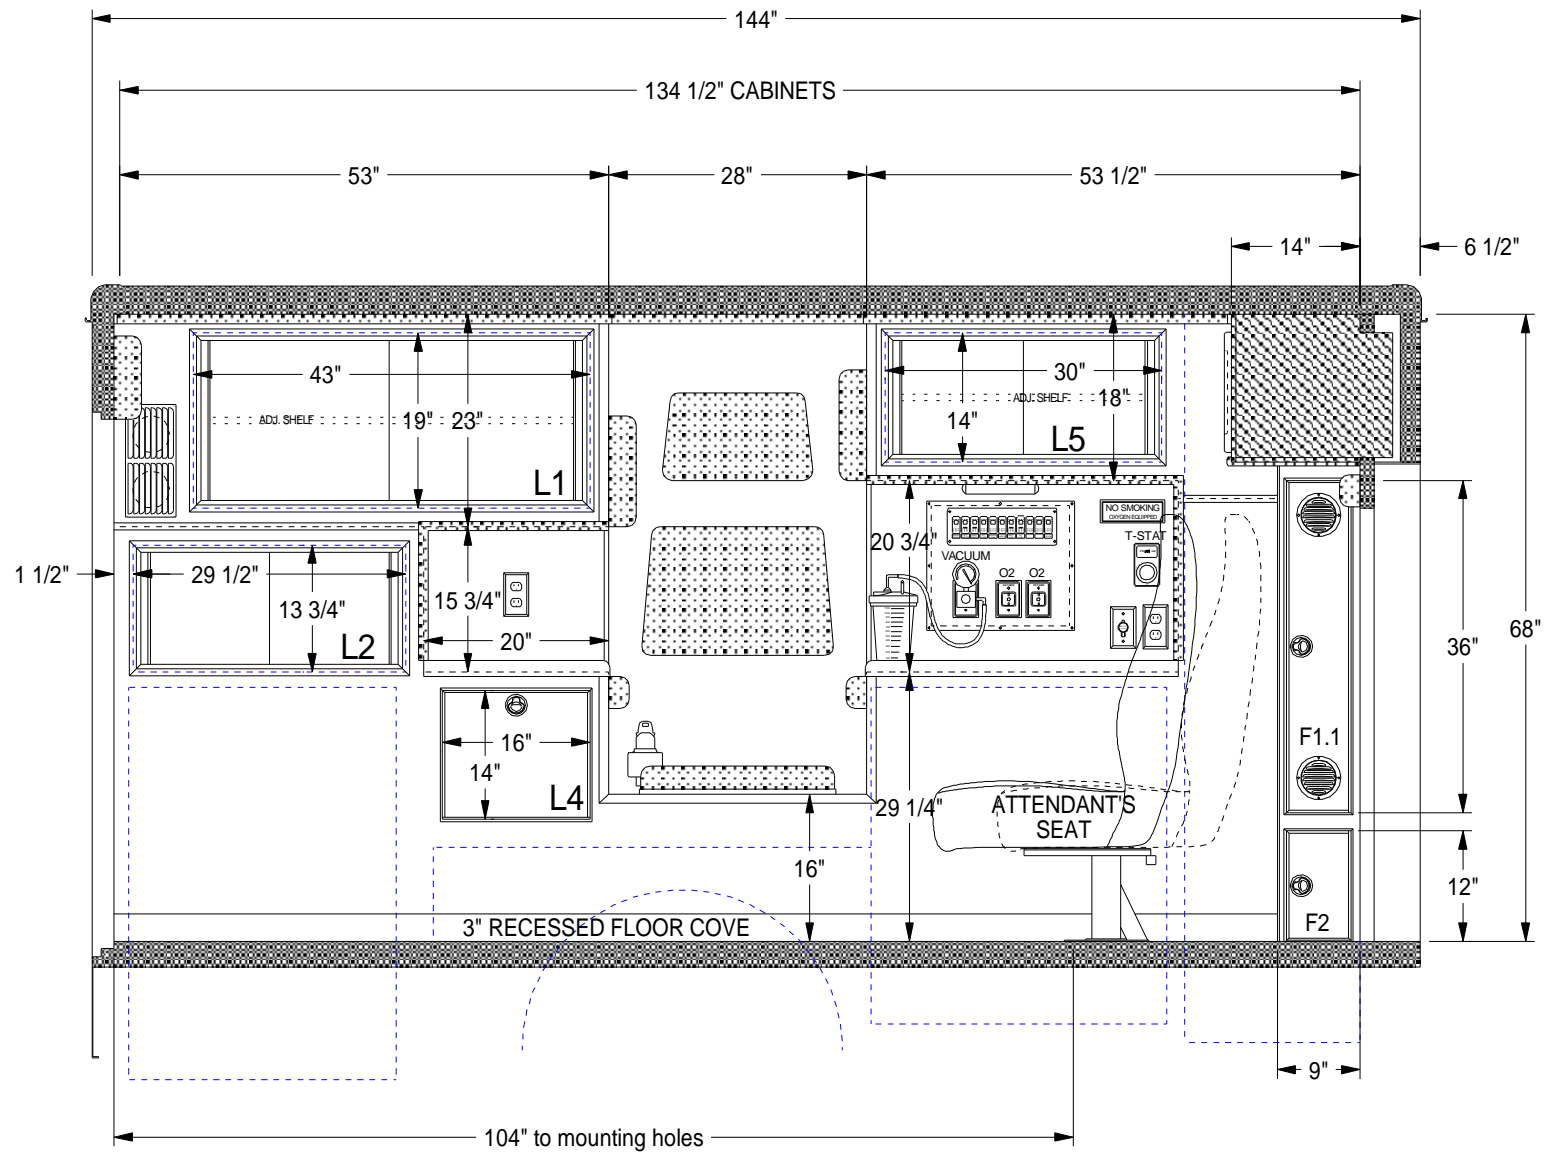 144"
134 1/2" CABINETS
53"
28"
53 1/2"
14"
6 1/2"
43"
19"
23"
ADJ. SHELF
L1
30"
18"
14"
ADJ. SHELF
L5
NO SMOKING
OXYGEN EQUIPPED
T-STAT
20 3/4"
VACUUM
O2
O2
1 1/2"
29 1/2"
13 3/4"
L2
15 3/4"
20"
68"
36"
16"
14"
L4
F1.1
29 1/4"
ATTENDANT'S
SEAT
16"
12"
F2
3" RECESSED FLOOR COVE
9"
104" to mounting holes